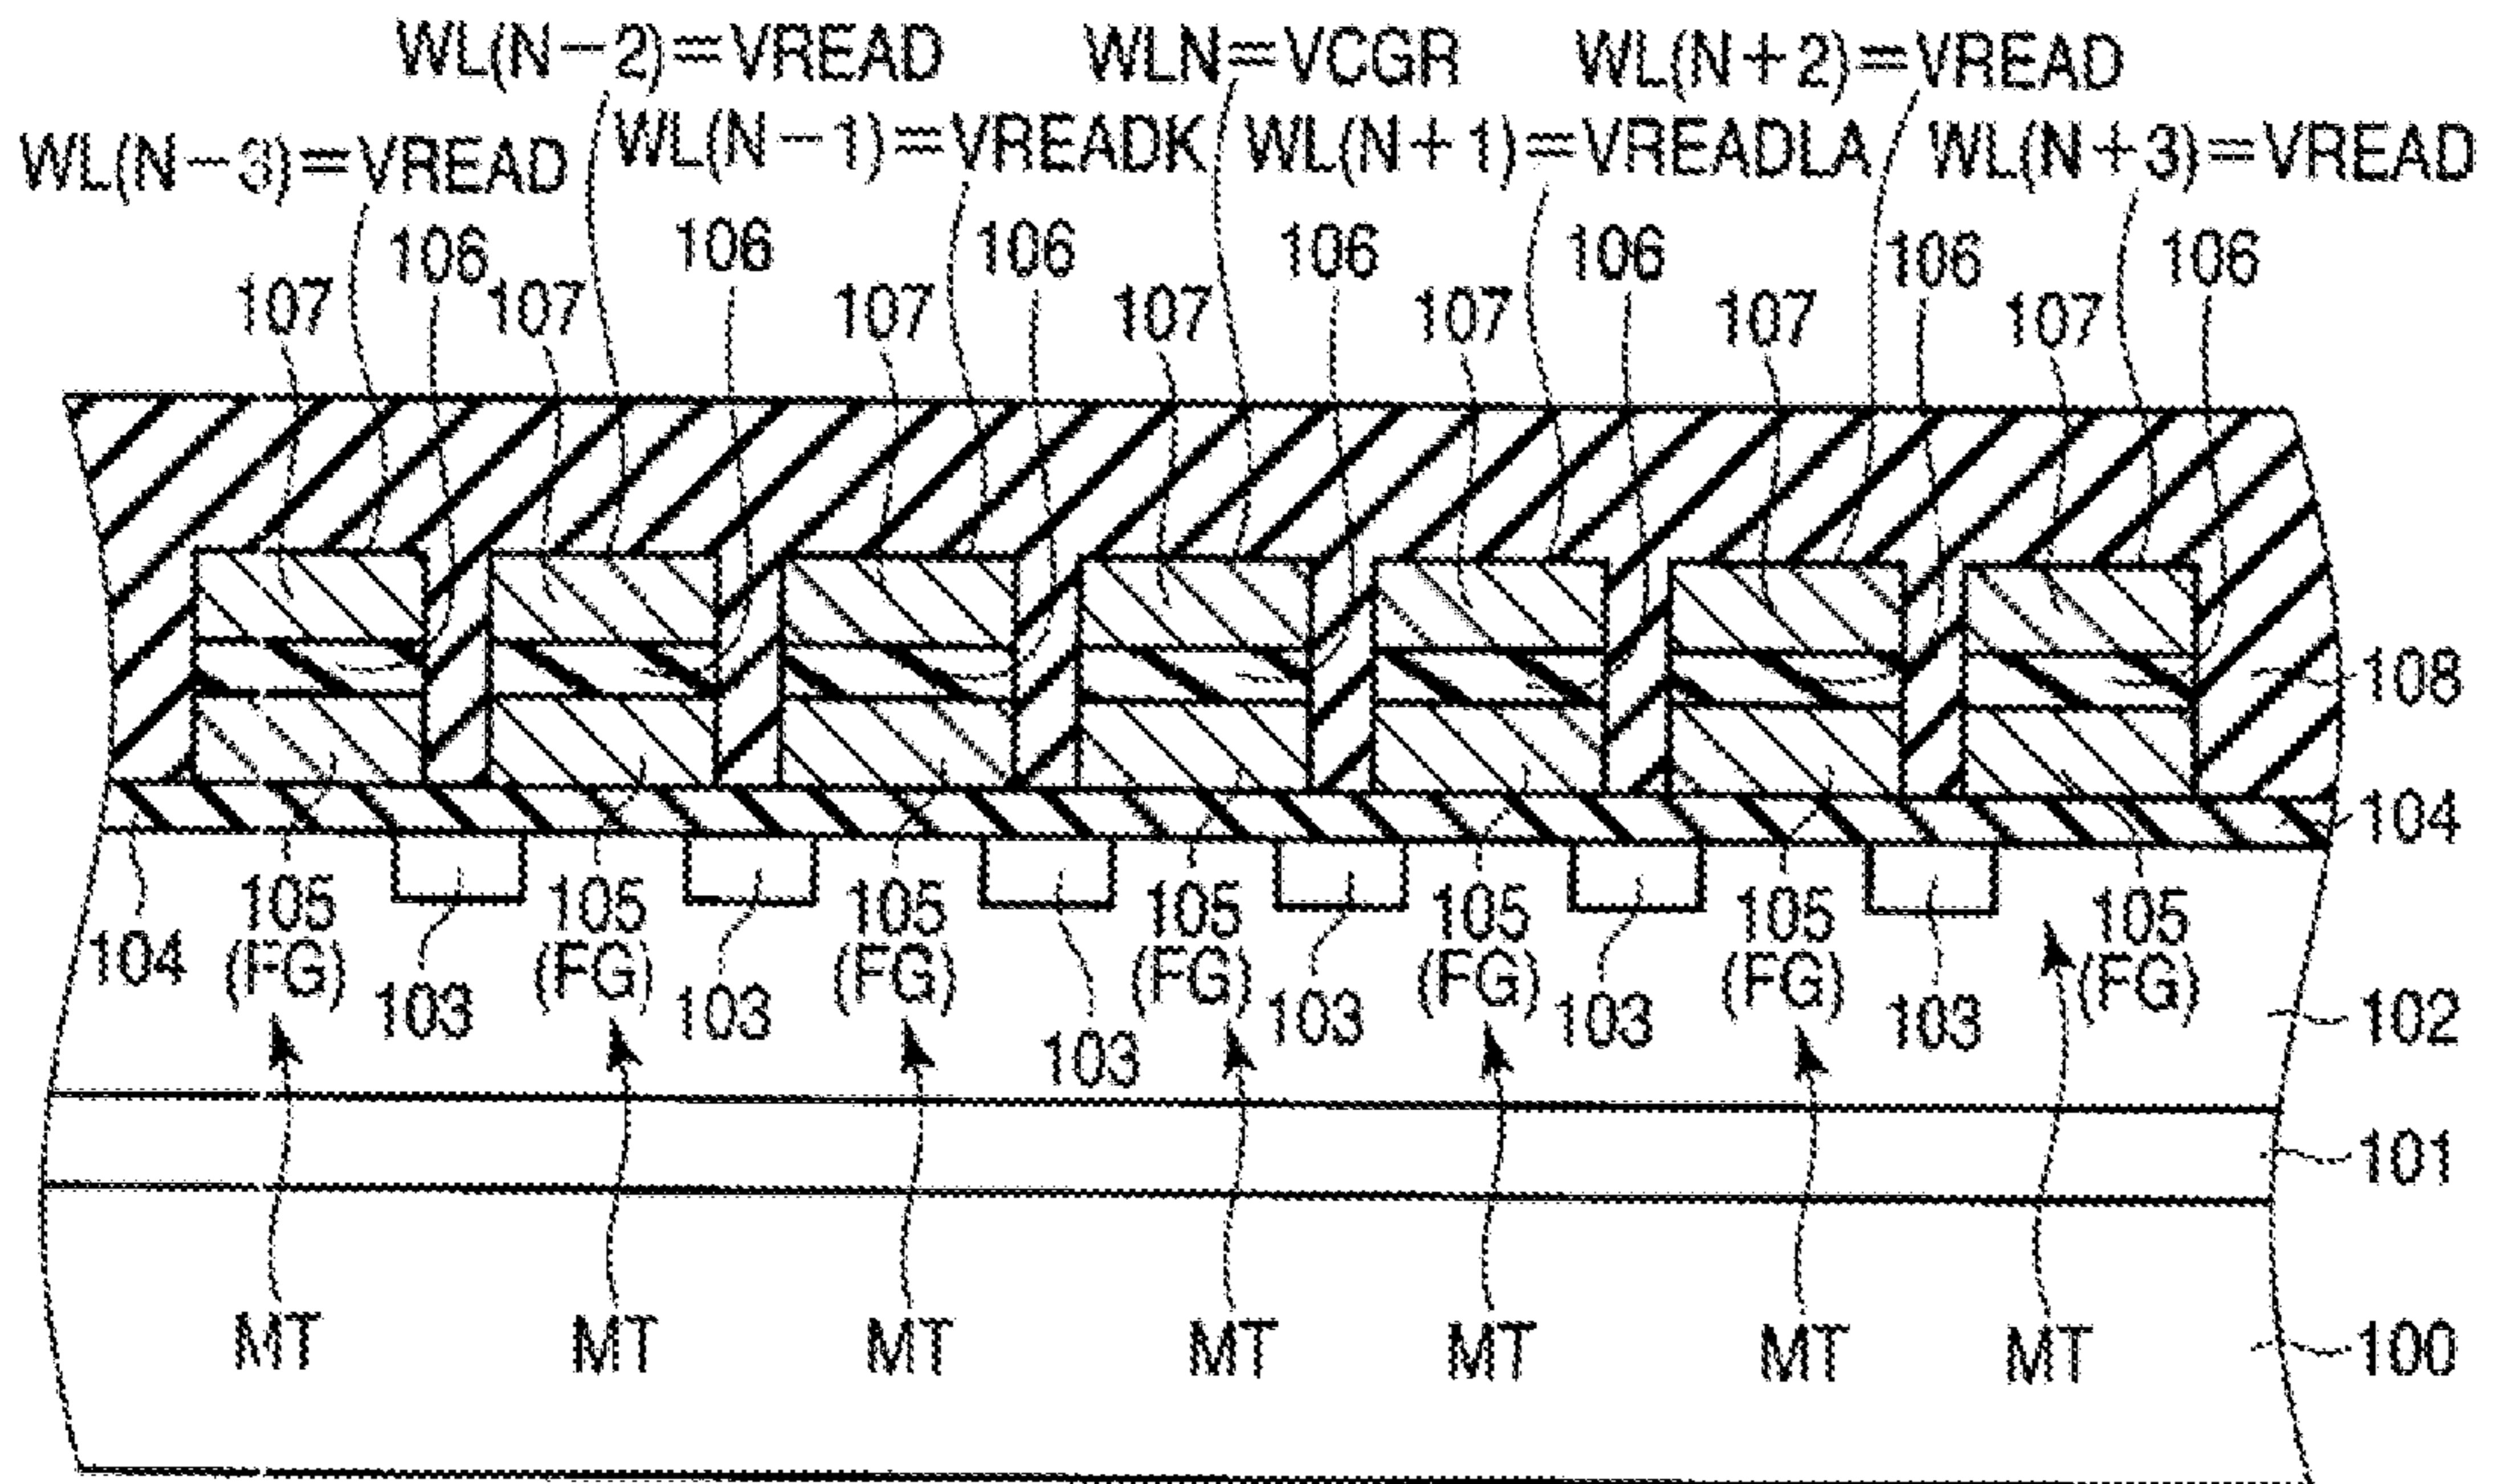 WL(N−2)=VREAD WLN=VCGR WL(N+2)=VREAD
WL(N−3)=VREAD WL(N−1)=VREADK WL(N+1)=VREADLA WL(N+3)=VREAD
106 106 106 106 106 106 106
107 107 107 107 107 107 107
108
104
105 105 105 105 105 105 105
104 (FG) (FG) (FG) (FG) (FG) (FG) (FG)
103 103 103 103 103 103 102
101
MT MT MT MT MT MT MT 100